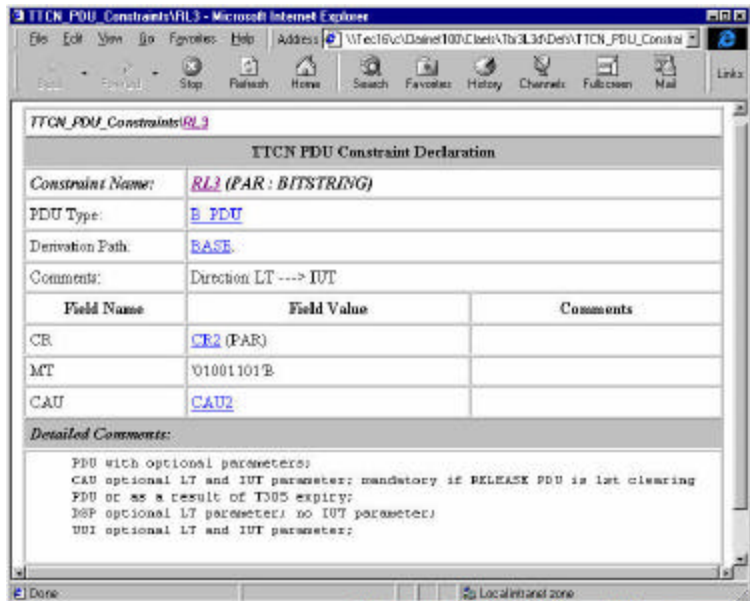 TTCN_PDU_Constraints\RL3 - Microsoft Internet Explorer
File Edit View Go Favorites Help Address
Back Forward Stop Refresh Home Search Favorites History Channels Fullscreen Mail Links
TTCN_PDU_Constraints\RL3
TTCN PDU Constraint Declaration
Constraint Name: RL3 (PAR : BITSTRING)
PDU Type: B_PDU
Derivation Path: BASE.
Comments: Direction LT ---> IUT
Field Name Field Value Comments
CR CR2 (PAR)
MT '01001101'B
CAU CAU2
Detailed Comments:
PDU with optional parameters;
CAU optional LT and IUT parameter; mandatory if RELEASE PDU is 1st clearing
PDU or as a result of T305 expiry;
DSP optional LT parameter; no IUT parameter;
UUI optional LT and IUT parameter;
Done Local intranet zone